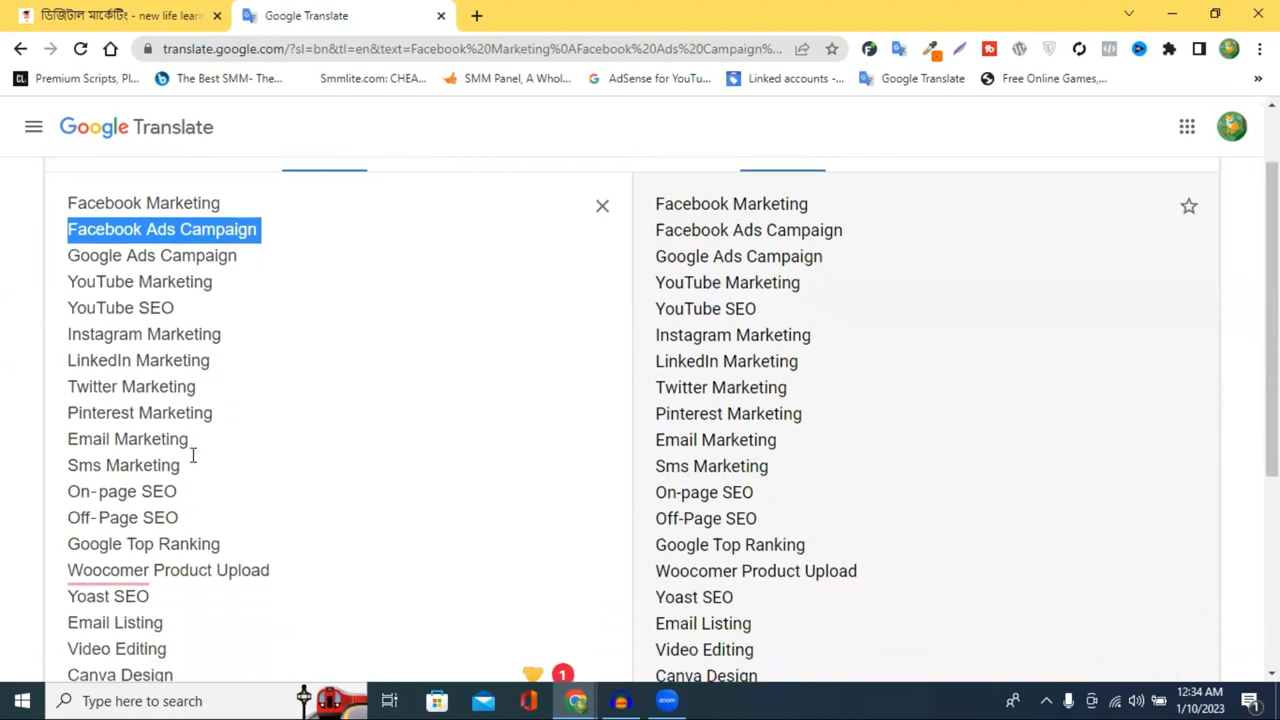 ডিজিটাল মার্কেটিং - new life lear
Google Translate
translate.google.com/?sl=bn&tl=en&text=Facebook%20Marketing%0AFacebook%20Ads%20Campaign%...
Premium Scripts, Pl...
The Best SMM- The...
Smmlite.com: CHEA...
SMM Panel, A Whol...
AdSense for YouTu...
Linked accounts -...
Google Translate
Free Online Games,...
Google Translate
Facebook Marketing
Facebook Ads Campaign
Google Ads Campaign
YouTube Marketing
YouTube SEO
Instagram Marketing
LinkedIn Marketing
Twitter Marketing
Pinterest Marketing
Email Marketing
Sms Marketing
On-page SEO
Off-Page SEO
Google Top Ranking
Woocomer Product Upload
Yoast SEO
Email Listing
Video Editing
Canva Design
Facebook Marketing
Facebook Ads Campaign
Google Ads Campaign
YouTube Marketing
YouTube SEO
Instagram Marketing
LinkedIn Marketing
Twitter Marketing
Pinterest Marketing
Email Marketing
Sms Marketing
On-page SEO
Off-Page SEO
Google Top Ranking
Woocomer Product Upload
Yoast SEO
Email Listing
Video Editing
Canva Design
1
Type here to search
zoom
12:34 AM
1/10/2023
1